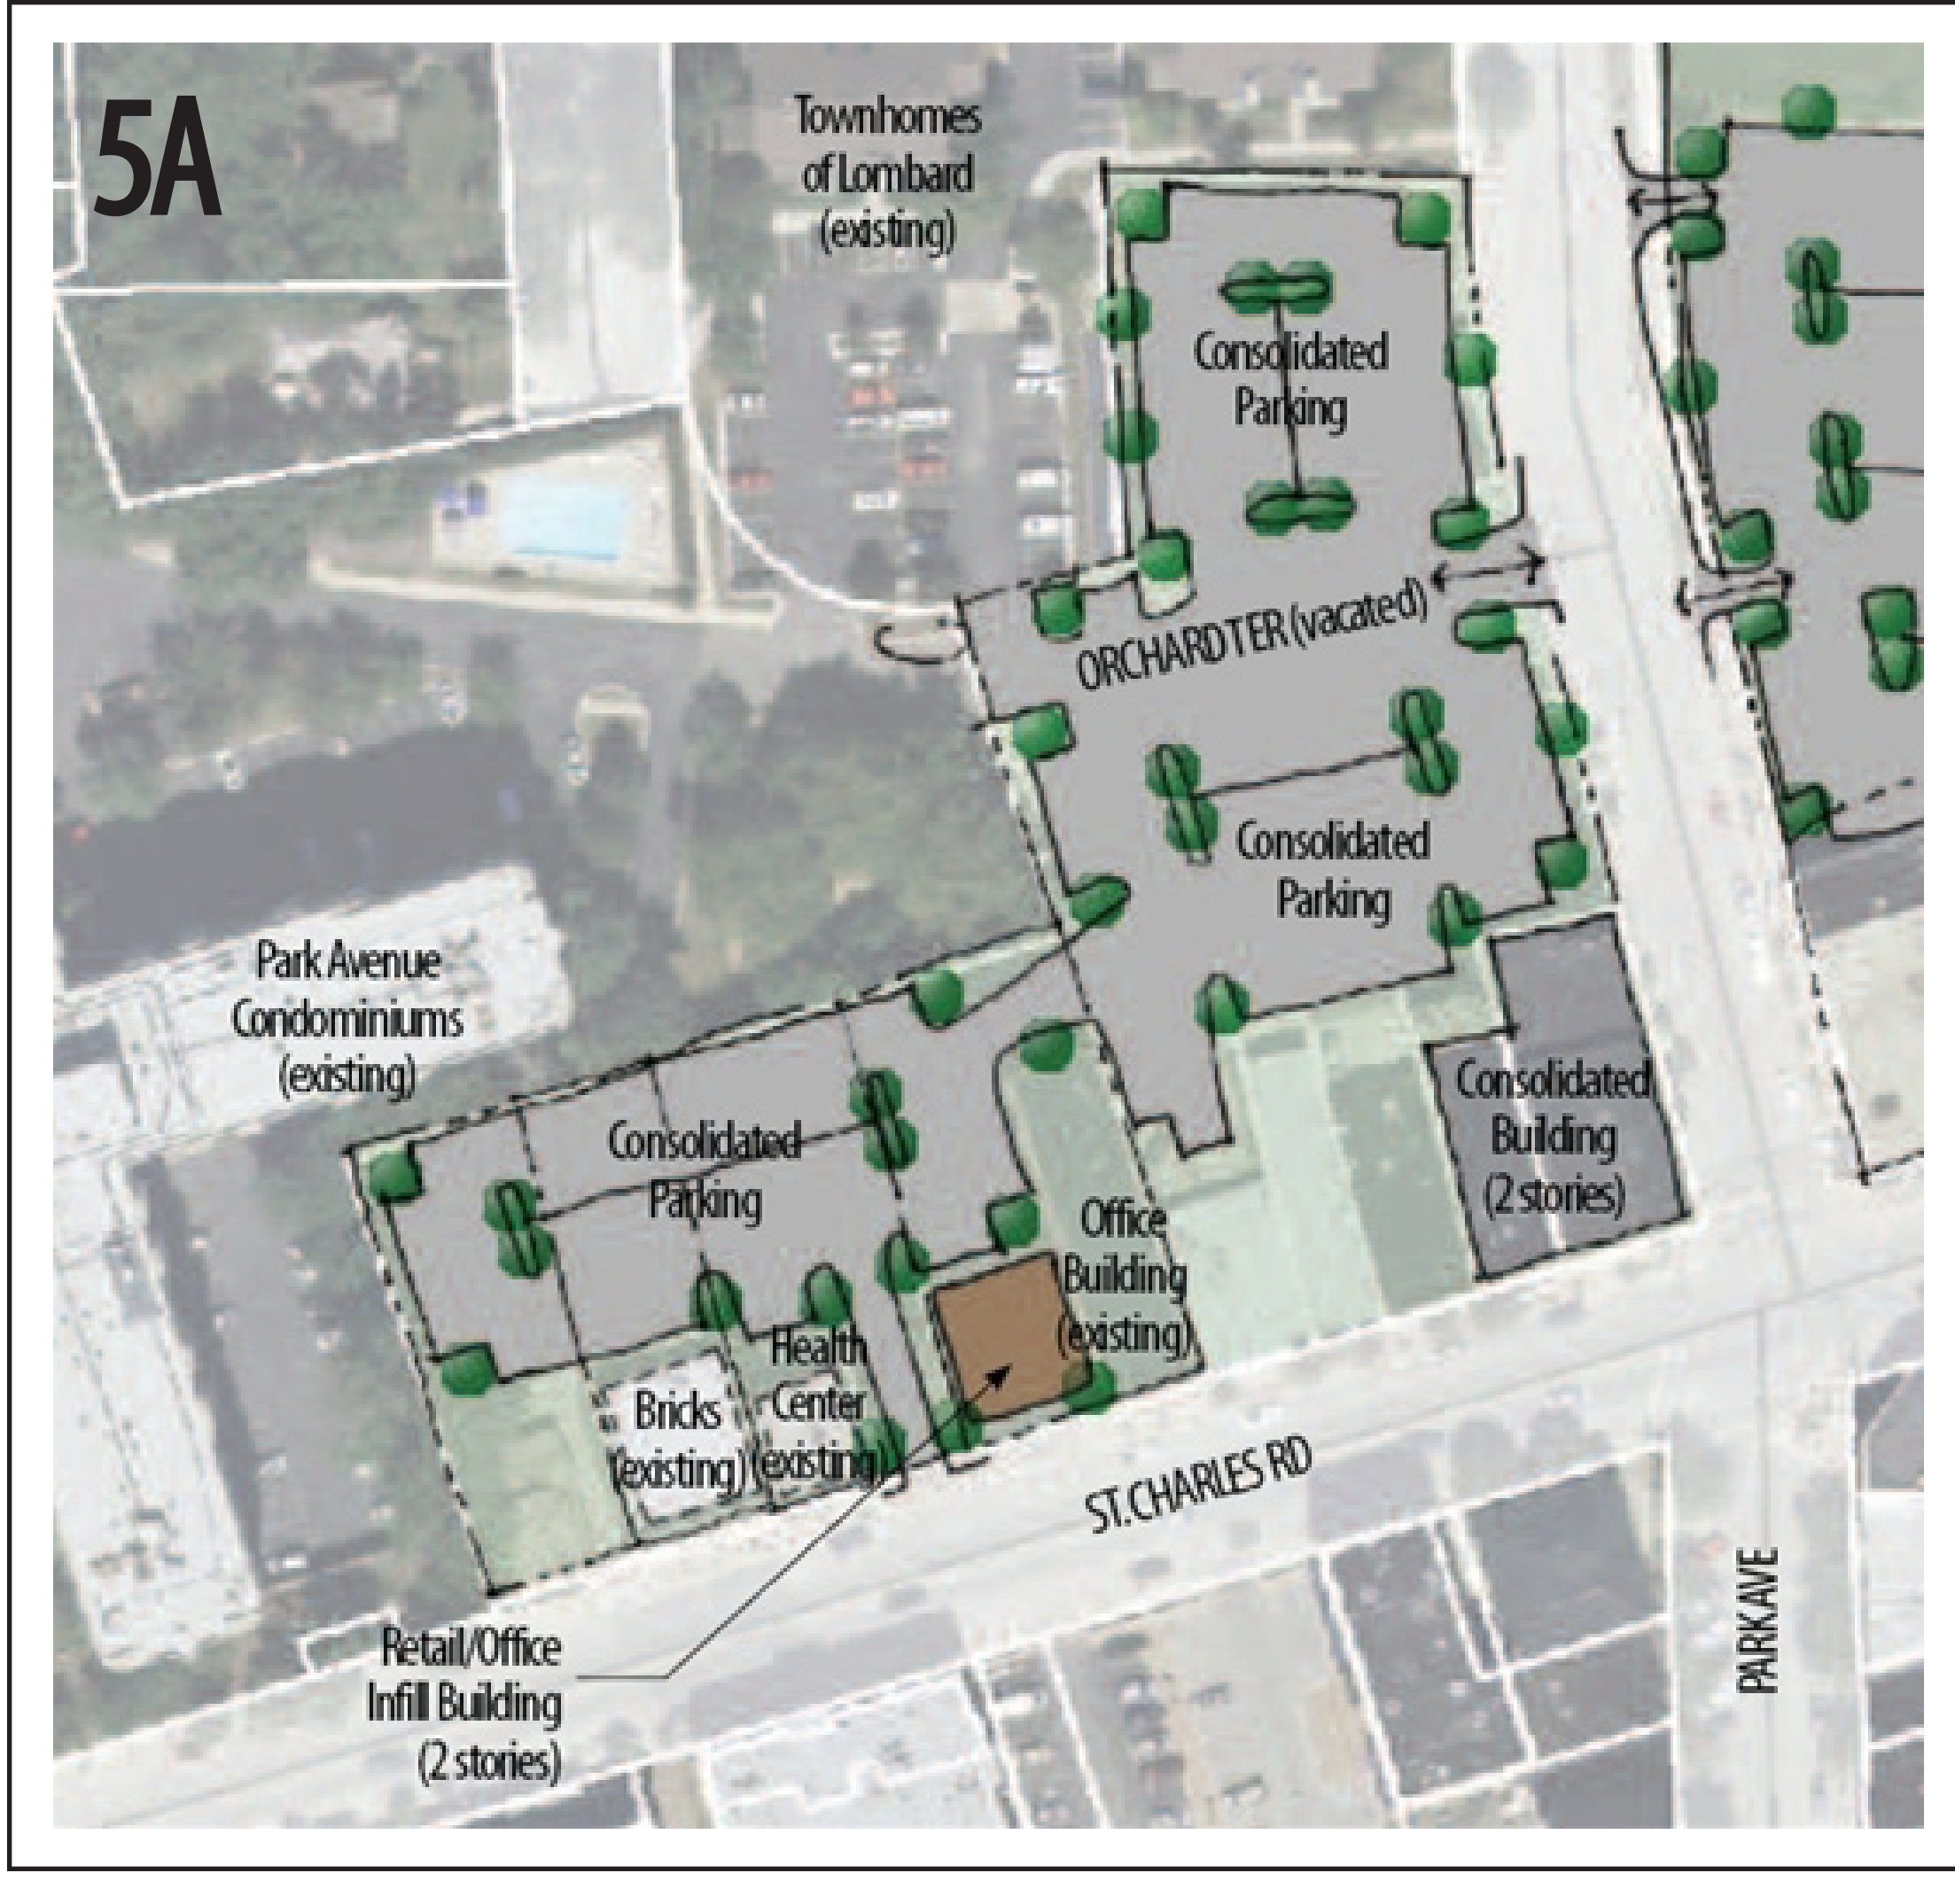 5A
Townhomes
of Lombard
(existing)
Consolidated
Parking
ORCHARD TER (vacated)
Consolidated
Parking
Park Avenue
Condominiums
(existing)
Consolidated
Parking
Consolidated
Building
(2 stories)
Office
Building
(existing)
Health
Center
(existing)
Bricks
(existing)
ST. CHARLES RD
PARK AVE
Retail/Office
Infill Building
(2 stories)